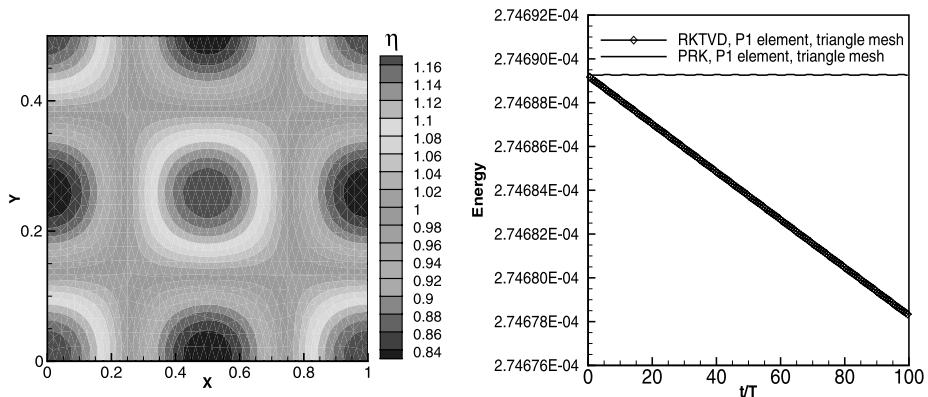 η
1.16
1.14
1.12
1.1
1.08
1.06
1.04
1.02
1
0.98
0.96
0.94
0.92
0.9
0.88
0.86
0.84
0.4
0.2
0
Y
0
0.2
0.4
0.6
0.8
1
X
2.74692E-04
2.74690E-04
2.74688E-04
2.74686E-04
2.74684E-04
2.74682E-04
2.74680E-04
2.74678E-04
2.74676E-04
Energy
RKTVD, P1 element, triangle mesh
PRK, P1 element, triangle mesh
0
20
40
60
80
100
t/T